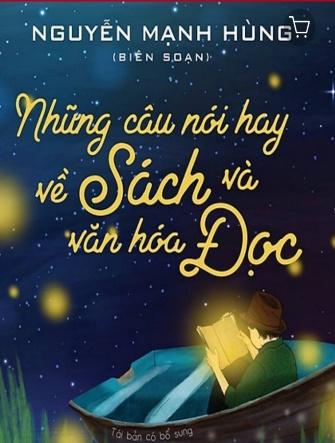 NGUYỄN MẠNH HÙNG
(BIÊN SOẠN)
Những câu nói hay
về Sách và
văn hóa Đọc
Tái bản có bổ sung